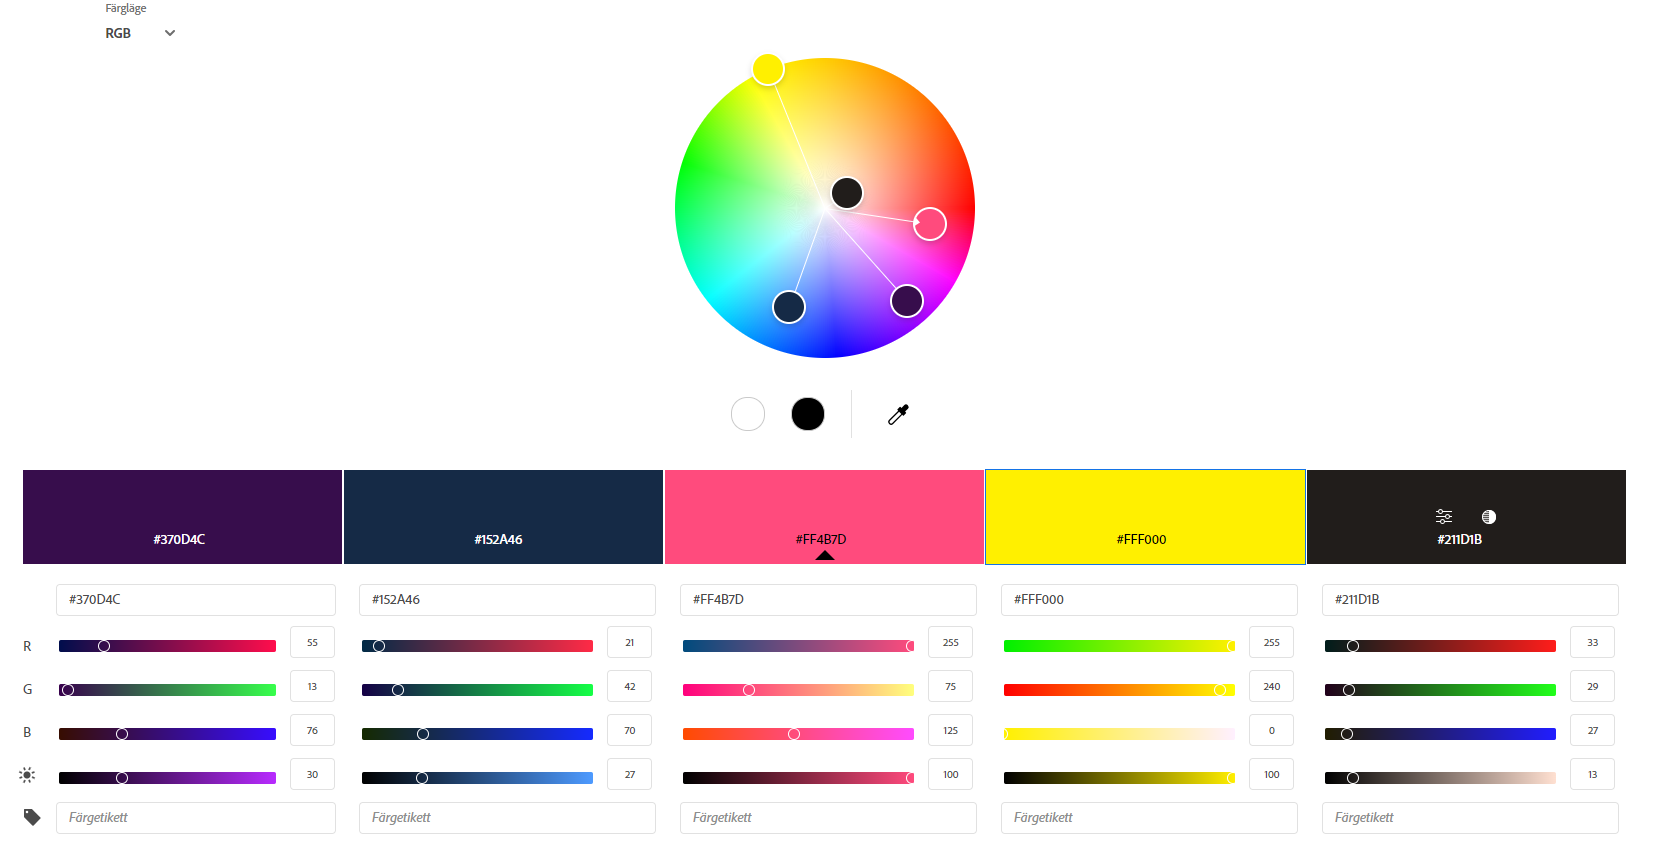 Färgläge
RGB
#370D4C #152A46 #FF4B7D #FFF000 #211D1B
#370D4C #152A46 #FF4B7D #FFF000 #211D1B
R 55 21 255 255 33
G 13 42 75 240 29
B 76 70 125 0 27
30 27 100 100 13
Färgetikett Färgetikett Färgetikett Färgetikett Färgetikett